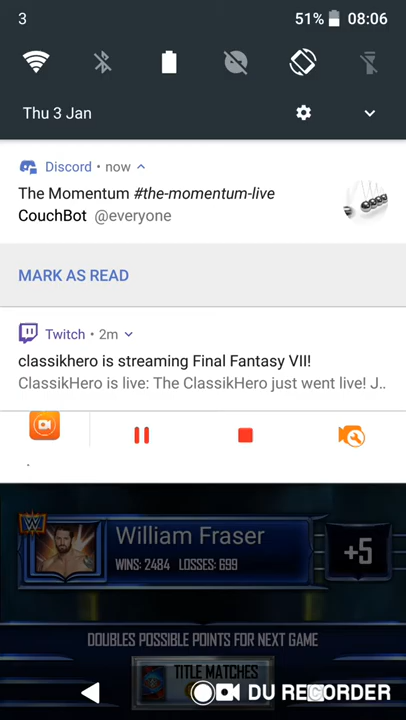 3 51% 08:06
Thu 3 Jan
Discord • now
The Momentum #the-momentum-live
CouchBot @everyone
MARK AS READ
Twitch • 2m
classikhero is streaming Final Fantasy VII!
ClassikHero is live: The ClassikHero just went live! J..
.
William Fraser
WINS: 2484 LOSSES: 699
+5
DOUBLES POSSIBLE POINTS FOR NEXT GAME
TITLE MATCHES
DU RECORDER